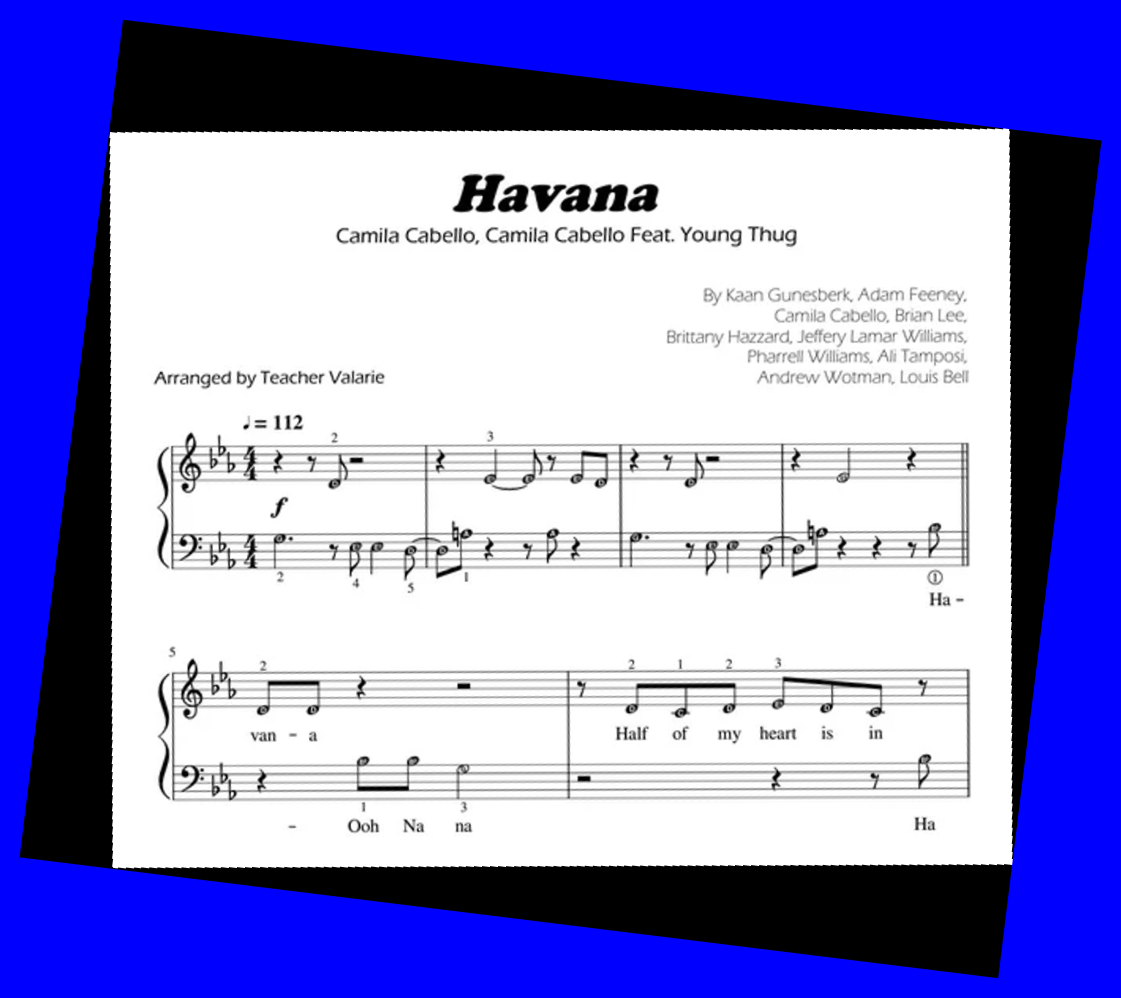 Havana
Camila Cabello, Camila Cabello Feat. Young Thug
By Kaan Gunesberk, Adam Feeney,
Camila Cabello, Brian Lee,
Brittany Hazzard, Jeffery Lamar Williams,
Pharrell Williams, Ali Tamposi,
Andrew Wotman, Louis Bell
Arranged by Teacher Valarie
♩= 112
2 3
4 4
f
4 4
2 4 5 1 ①
Ha -
5
2 2 1 2 3
van - a Half of my heart is in
1 3
- Ooh Na na Ha